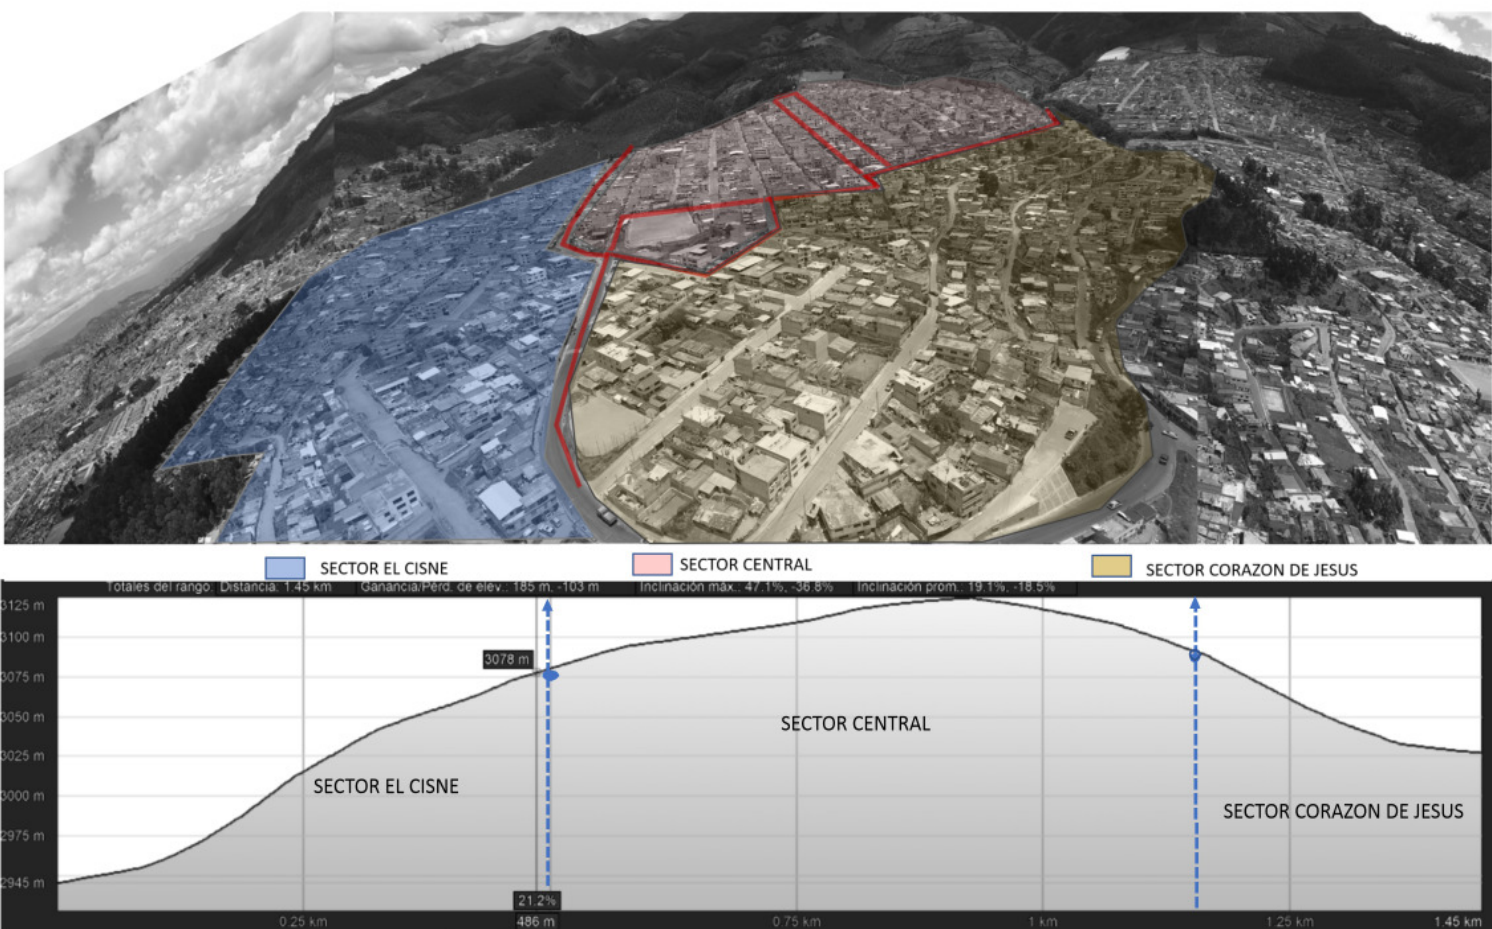 SECTOR EL CISNE
SECTOR CENTRAL
SECTOR CORAZON DE JESUS
Totales del rango: Distancia: 1.45 km Ganancia/Pérd. de elev.: 185 m, -103 m Inclinación máx.: 47.1%, -36.8% Inclinación prom.: 19.1%, -18.5%
3125 m
3100 m
3078 m
3075 m
3050 m
SECTOR CENTRAL
3025 m
SECTOR EL CISNE
3000 m
SECTOR CORAZON DE JESUS
2975 m
2945 m
21.2%
0.25 km 486 m 0.75 km 1 km 1.25 km 1.45 km